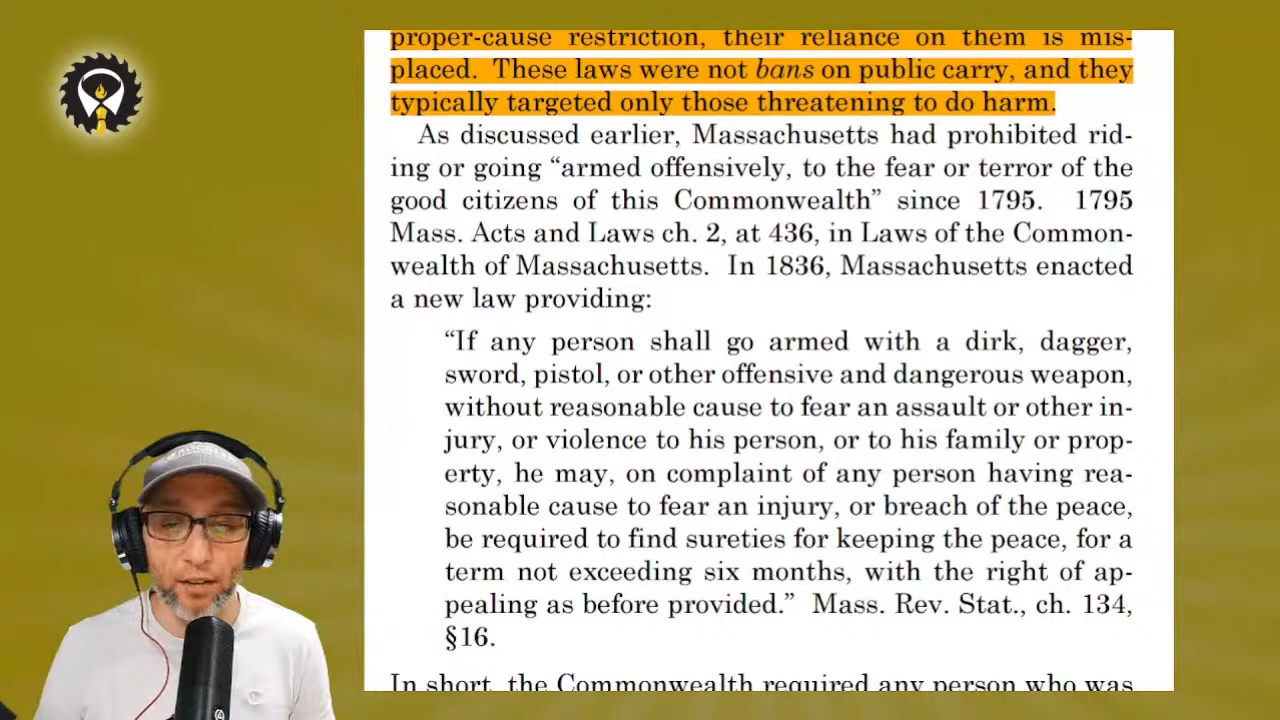 proper-cause restriction, their reliance on them is mis-
placed. These laws were not bans on public carry, and they
typically targeted only those threatening to do harm.
As discussed earlier, Massachusetts had prohibited rid-
ing or going “armed offensively, to the fear or terror of the
good citizens of this Commonwealth” since 1795. 1795
Mass. Acts and Laws ch. 2, at 436, in Laws of the Common-
wealth of Massachusetts. In 1836, Massachusetts enacted
a new law providing:
“If any person shall go armed with a dirk, dagger,
sword, pistol, or other offensive and dangerous weapon,
without reasonable cause to fear an assault or other in-
jury, or violence to his person, or to his family or prop-
erty, he may, on complaint of any person having rea-
sonable cause to fear an injury, or breach of the peace,
be required to find sureties for keeping the peace, for a
term not exceeding six months, with the right of ap-
pealing as before provided.” Mass. Rev. Stat., ch. 134,
§16.
In short, the Commonwealth required any person who was